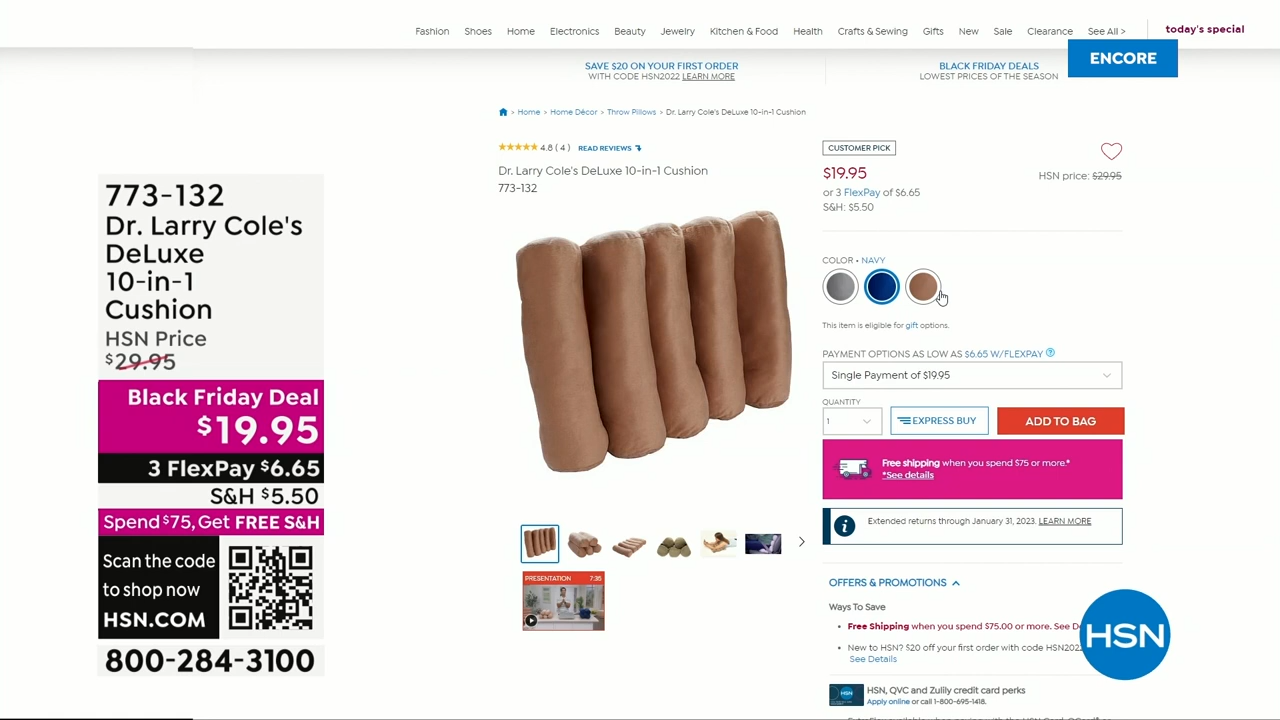 Fashion Shoes Home Electronics Beauty Jewelry Kitchen & Food Health Crafts & Sewing Gifts New Sale Clearance See All > today's special
ENCORE
SAVE $20 ON YOUR FIRST ORDER
WITH CODE HSN2022 LEARN MORE
BLACK FRIDAY DEALS
LOWEST PRICES OF THE SEASON
> Home > Home Décor > Throw Pillows > Dr. Larry Cole's DeLuxe 10-in-1 Cushion
4.8 ( 4 ) READ REVIEWS
Dr. Larry Cole's DeLuxe 10-in-1 Cushion
773-132
CUSTOMER PICK
$19.95
HSN price: $29.95
or 3 FlexPay of $6.65
S&H: $5.50
COLOR • NAVY
This item is eligible for gift options.
PAYMENT OPTIONS AS LOW AS $6.65 W/FLEXPAY ?
Single Payment of $19.95
QUANTITY
1
EXPRESS BUY
ADD TO BAG
Free shipping when you spend $75 or more.*
*See details
Extended returns through January 31, 2023. LEARN MORE
OFFERS & PROMOTIONS
Ways To Save
• Free Shipping when you spend $75.00 or more. See D
• New to HSN? $20 off your first order with code HSN202
See Details
HSN
HSN, QVC and Zulily credit card perks
Apply online or call 1-800-695-1418.
PRESENTATION 7:35
773-132
Dr. Larry Cole's
DeLuxe
10-in-1
Cushion
HSN Price
$29.95
Black Friday Deal
$19.95
3 FlexPay $6.65
S&H $5.50
Spend $75, Get FREE S&H
Scan the code
to shop now
HSN.COM
800-284-3100
HSN